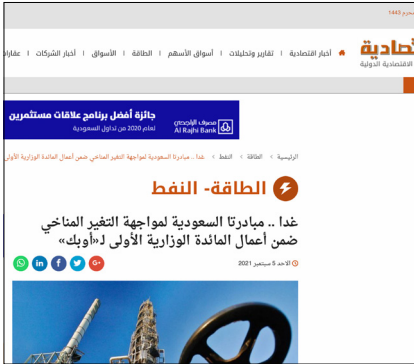 محرم 1443
صادية
الاقتصادية الدولية
أخبار اقتصادية | تقارير وتحليلات | أسواق الأسهم | الطاقة | الأسواق | أخبار الشركات | عقارات
جائزة أفضل برنامج علاقات مستثمرين
لعام 2020 من تداول السعودية
مصرف الراجحي
Al Rajhi Bank
الرئيسية > الطاقة > النفط > غدا .. مبادرتا السعودية لمواجهة التغير المناخي ضمن أعمال المائدة الوزارية الأولى
الطاقة- النفط
غدا .. مبادرتا السعودية لمواجهة التغير المناخي
ضمن أعمال المائدة الوزارية الأولى لـ«أوبك»
الاحد 5 سبتمبر 2021